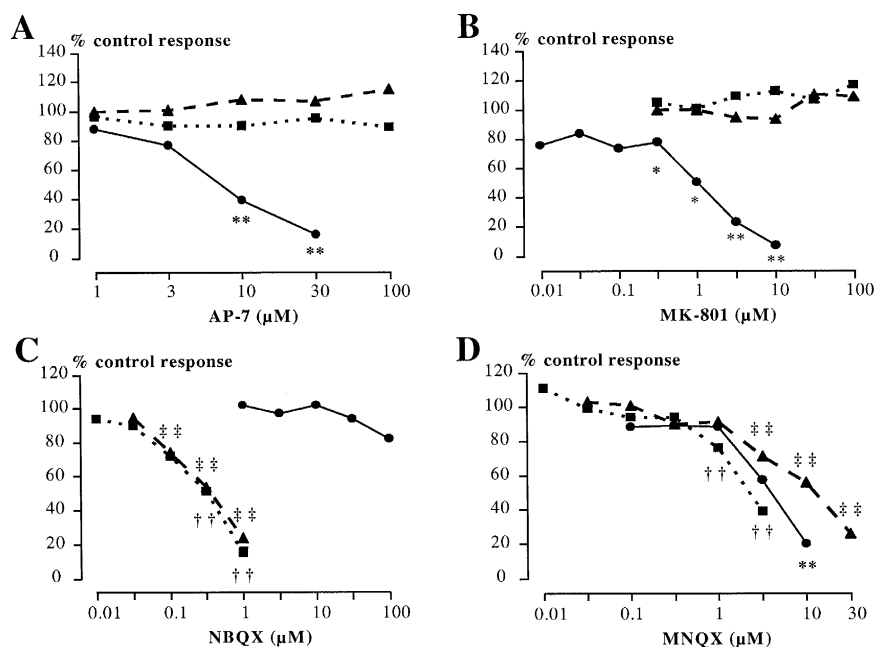 A
% control response
140
120
100
80
60
40
20
0
** **
1 3 10 30 100
AP-7 (µM)
B
% control response
140
120
100
80
60
40
20
0
* * ** **
0.01 0.1 1 10 100
MK-801 (µM)
C
% control response
120
100
80
60
40
20
0
‡ ‡
‡ ‡
‡ ‡
† †
† †
0.01 0.1 1 10 100
NBQX (µM)
D
% control response
120
100
80
60
40
20
0
‡ ‡
‡ ‡
‡ ‡
† †
† †
**
0.01 0.1 1 10 30
MNQX (µM)